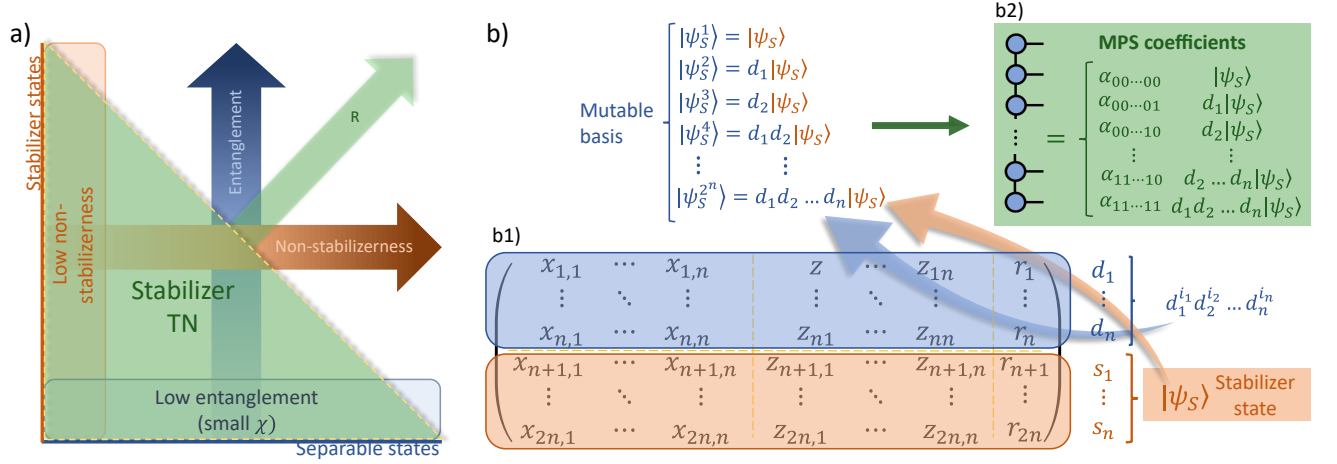 a)
Stabilizer states
Low non-
stabilizerness
Entanglement
R
Non-stabilizerness
Stabilizer
TN
Low entanglement
(small χ)
Separable states
b)
Mutable
basis
|ψ_S^1⟩ = |ψ_S⟩
|ψ_S^2⟩ = d_1|ψ_S⟩
|ψ_S^3⟩ = d_2|ψ_S⟩
|ψ_S^4⟩ = d_1d_2|ψ_S⟩
⋮ ⋮
|ψ_S^{2^n}⟩ = d_1d_2 … d_n|ψ_S⟩
b2)
MPS coefficients
=
α_{00⋯00} |ψ_S⟩
α_{00⋯01} d_1|ψ_S⟩
α_{00⋯10} d_2|ψ_S⟩
⋮ ⋮
α_{11⋯10} d_2 … d_n|ψ_S⟩
α_{11⋯11} d_1d_2 … d_n|ψ_S⟩
b1)
x_{1,1} ⋯ x_{1,n} z ⋯ z_{1n} r_1 d_1
⋮ ⋱ ⋮ ⋮ ⋱ ⋮ ⋮ ⋮
x_{n,1} ⋯ x_{n,n} z_{n1} ⋯ z_{nn} r_n d_n
d_1^{i_1} d_2^{i_2} … d_n^{i_n}
x_{n+1,1} ⋯ x_{n+1,n} z_{n+1,1} ⋯ z_{n+1,n} r_{n+1} s_1
⋮ ⋱ ⋮ ⋮ ⋱ ⋮ ⋮ ⋮
x_{2n,1} ⋯ x_{2n,n} z_{2n,1} ⋯ z_{2n,n} r_{2n} s_n
|ψ_S⟩ Stabilizer
state